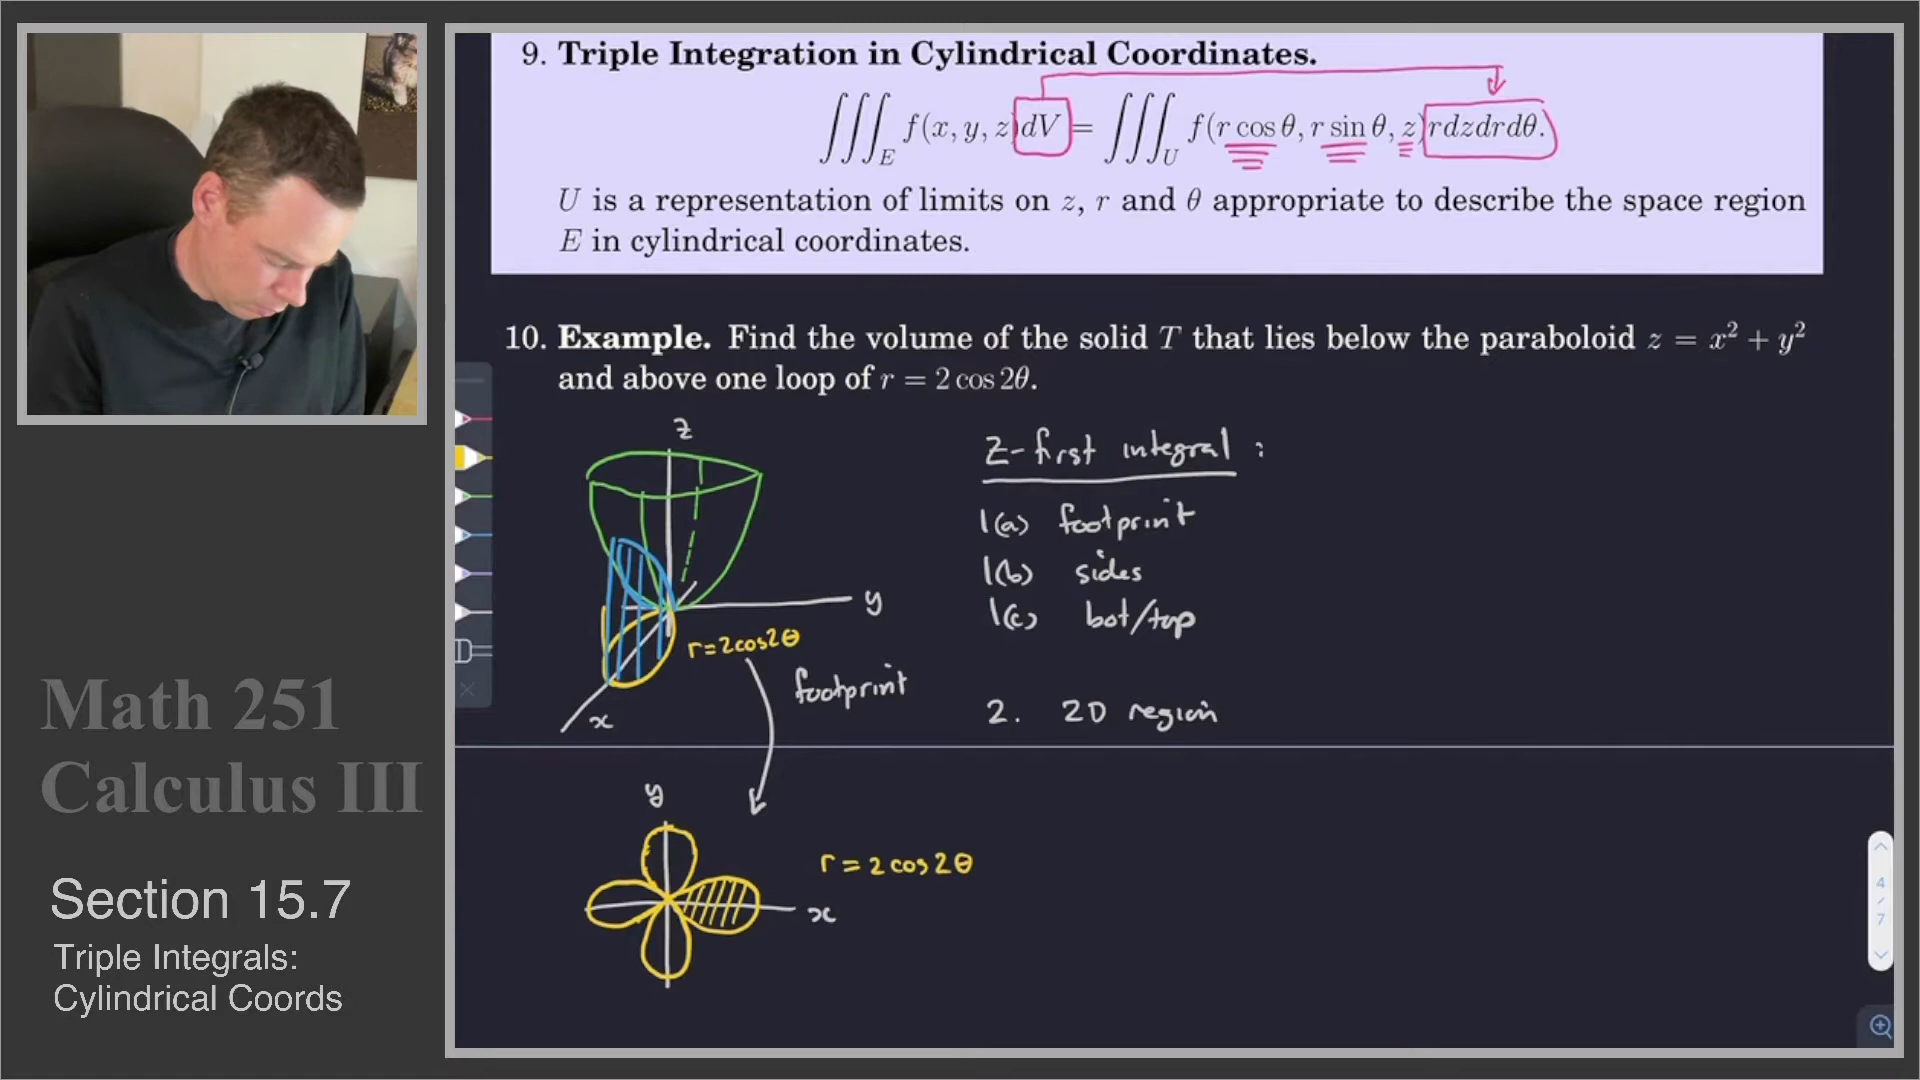 9. Triple Integration in Cylindrical Coordinates.
∭_E f(x, y, z)dV = ∭_U f(r cos θ, r sin θ, z)rdzdrdθ.
U is a representation of limits on z, r and θ appropriate to describe the space region
E in cylindrical coordinates.
10. Example. Find the volume of the solid T that lies below the paraboloid z = x² + y²
and above one loop of r = 2 cos 2θ.
z
y
x
r=2cos2θ
footprint
Z-first integral :
1(a) footprint
1(b) sides
1(c) bot/top
2. 2D region
y
x
r = 2 cos 2θ
Math 251
Calculus III
Section 15.7
Triple Integrals:
Cylindrical Coords
4
/
7